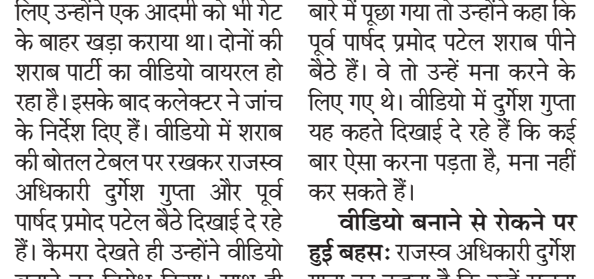 लिए उन्होंने एक आदमी को भी गेट
के बाहर खड़ा कराया था। दोनों की
शराब पार्टी का वीडियो वायरल हो
रहा है। इसके बाद कलेक्टर ने जांच
के निर्देश दिए हैं। वीडियो में शराब
की बोतल टेबल पर रखकर राजस्व
अधिकारी दुर्गेश गुप्ता और पूर्व
पार्षद प्रमोद पटेल बैठे दिखाई दे रहे
हैं। कैमरा देखते ही उन्होंने वीडियो
बारे में पूछा गया तो उन्होंने कहा कि
पूर्व पार्षद प्रमोद पटेल शराब पीने
बैठे हैं। वे तो उन्हें मना करने के
लिए गए थे। वीडियो में दुर्गेश गुप्ता
यह कहते दिखाई दे रहे हैं कि कई
बार ऐसा करना पड़ता है, मना नहीं
कर सकते हैं।
वीडियो बनाने से रोकने पर
हुई बहसः राजस्व अधिकारी दुर्गेश